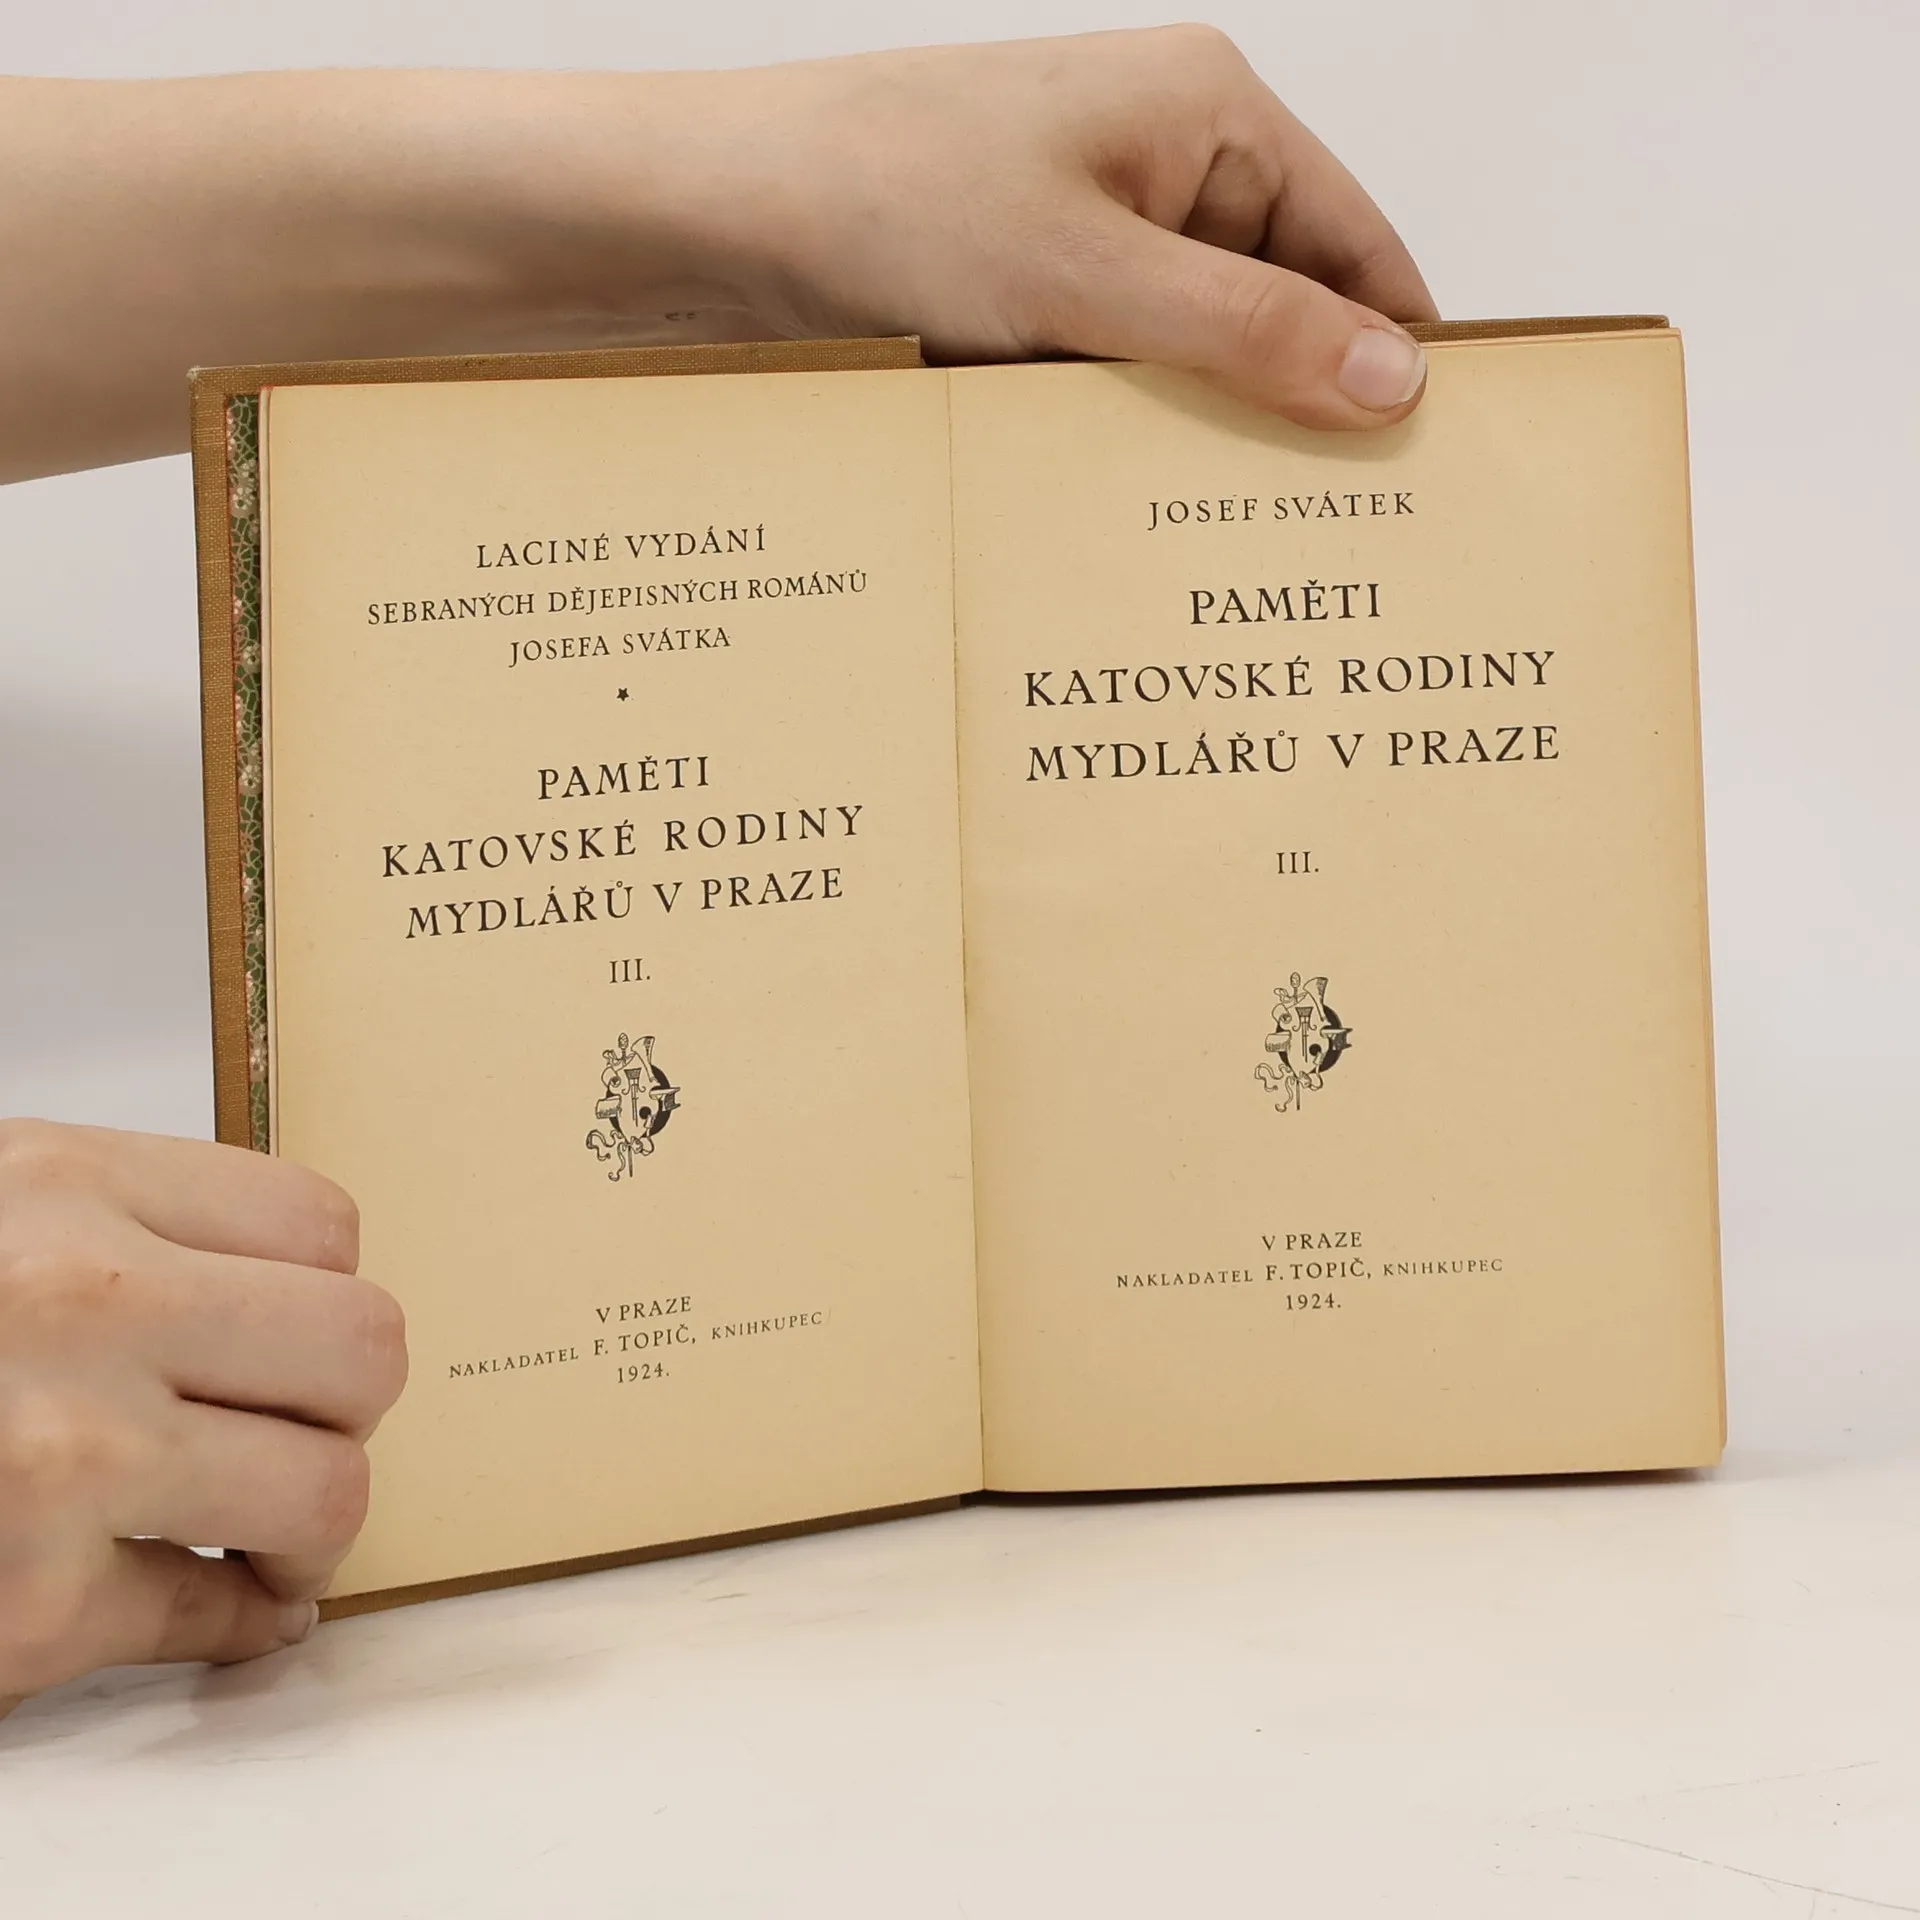 LACINÉ VYDÁNÍ
SEBRANÝCH DĚJEPISNÝCH ROMÁNŮ
JOSEFA SVÁTKA
PAMĚTI
KATOVSKÉ RODINY
MYDLÁŘŮ V PRAZE
III.
V PRAZE
NAKLADATEL F. TOPIČ, KNIHKUPEC
1924.
JOSEF SVÁTEK
PAMĚTI
KATOVSKÉ RODINY
MYDLÁŘŮ V PRAZE
III.
V PRAZE
NAKLADATEL F. TOPIČ, KNIHKUPEC
1924.